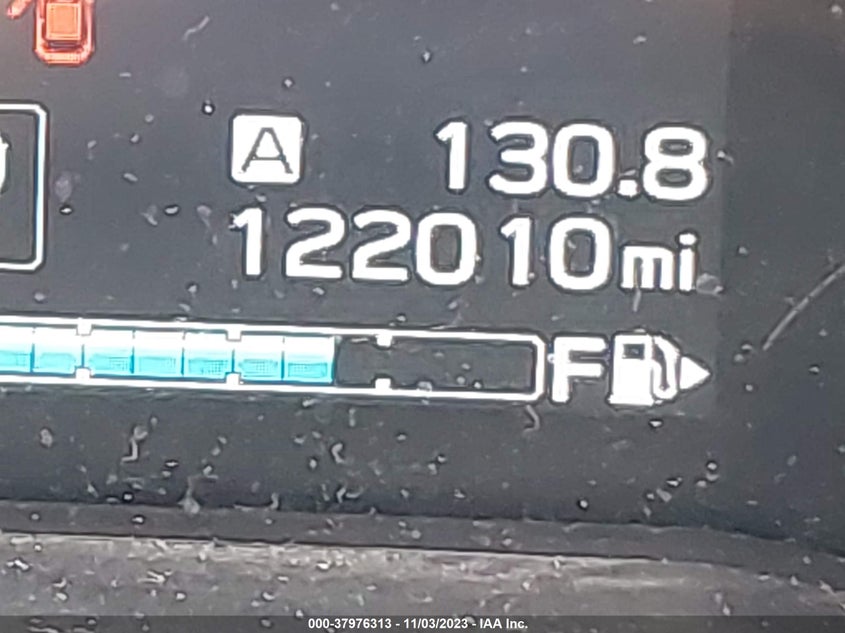 A 130.8
122010mi
F
000-37976313 - 11/03/2023 - IAA Inc.